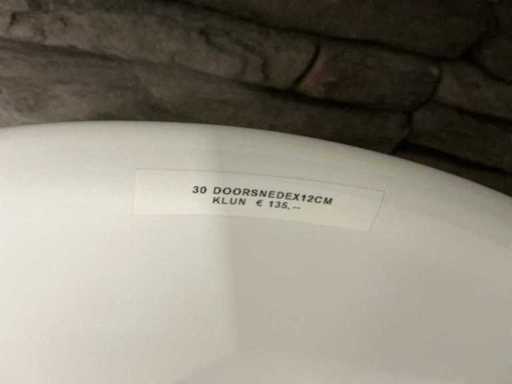 30 DOORSNEDEX12CM
KLUN € 135,--